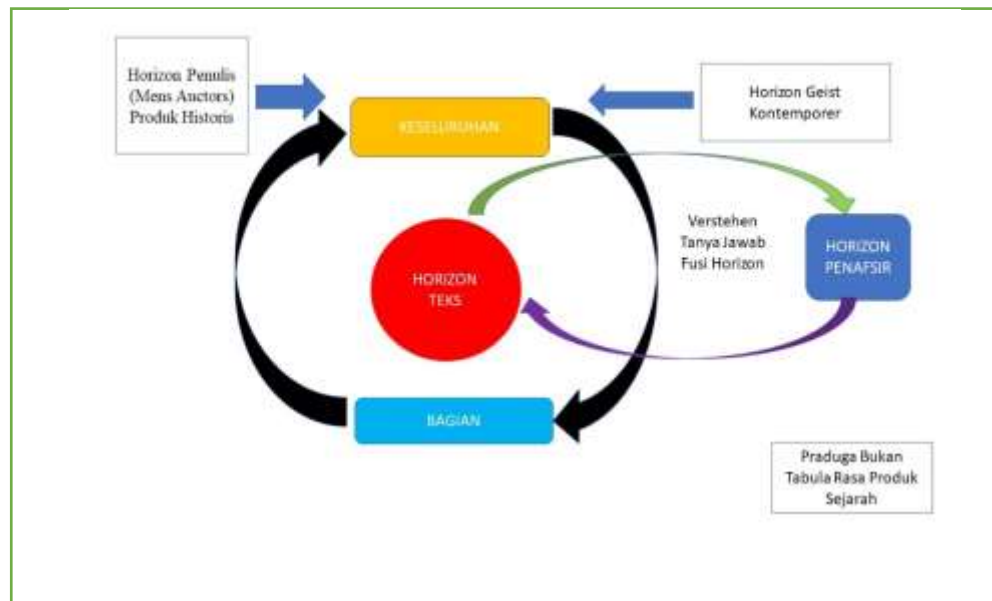 Horizon Penulis
(Mens Auctors)
Produk Historis
KESELURUHAN
Horizon Geist
Kontemporer
HORIZON
TEKS
Verstehen
Tanya Jawab
Fusi Horizon
HORIZON
PENAFSIR
BAGIAN
Praduga Bukan
Tabula Rasa Produk
Sejarah